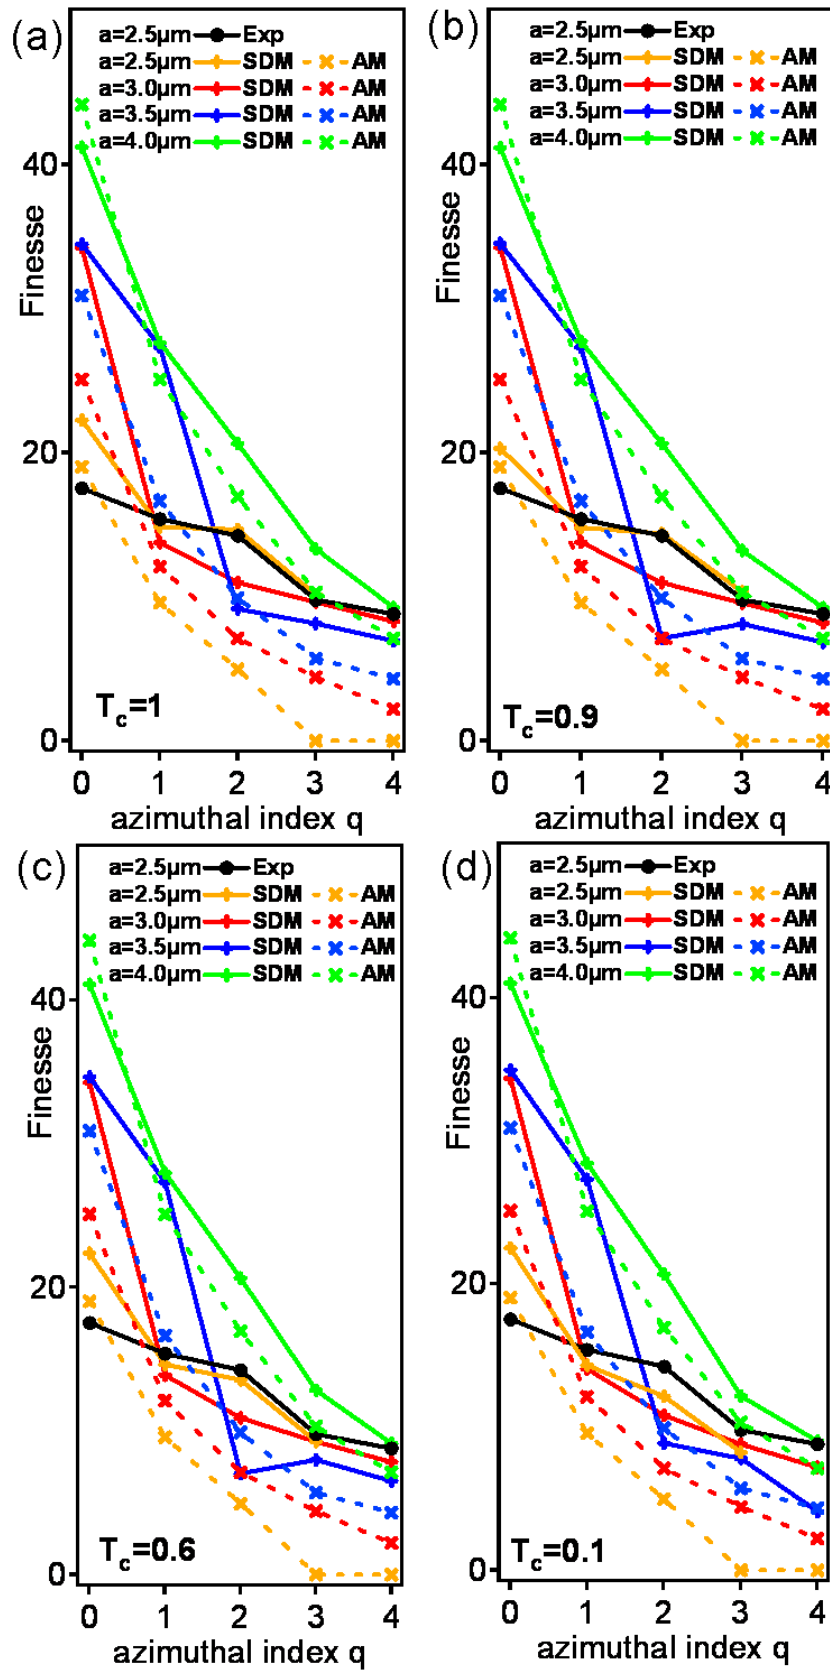 (a)
a=2.5μm Exp
a=2.5μm SDM AM
a=3.0μm SDM AM
a=3.5μm SDM AM
a=4.0μm SDM AM
40
20
0
Finesse
T_c=1
0 1 2 3 4
azimuthal index q
(b)
a=2.5μm Exp
a=2.5μm SDM AM
a=3.0μm SDM AM
a=3.5μm SDM AM
a=4.0μm SDM AM
40
20
0
Finesse
T_c=0.9
0 1 2 3 4
azimuthal index q
(c)
a=2.5μm Exp
a=2.5μm SDM AM
a=3.0μm SDM AM
a=3.5μm SDM AM
a=4.0μm SDM AM
40
20
0
Finesse
T_c=0.6
0 1 2 3 4
azimuthal index q
(d)
a=2.5μm Exp
a=2.5μm SDM AM
a=3.0μm SDM AM
a=3.5μm SDM AM
a=4.0μm SDM AM
40
20
0
Finesse
T_c=0.1
0 1 2 3 4
azimuthal index q